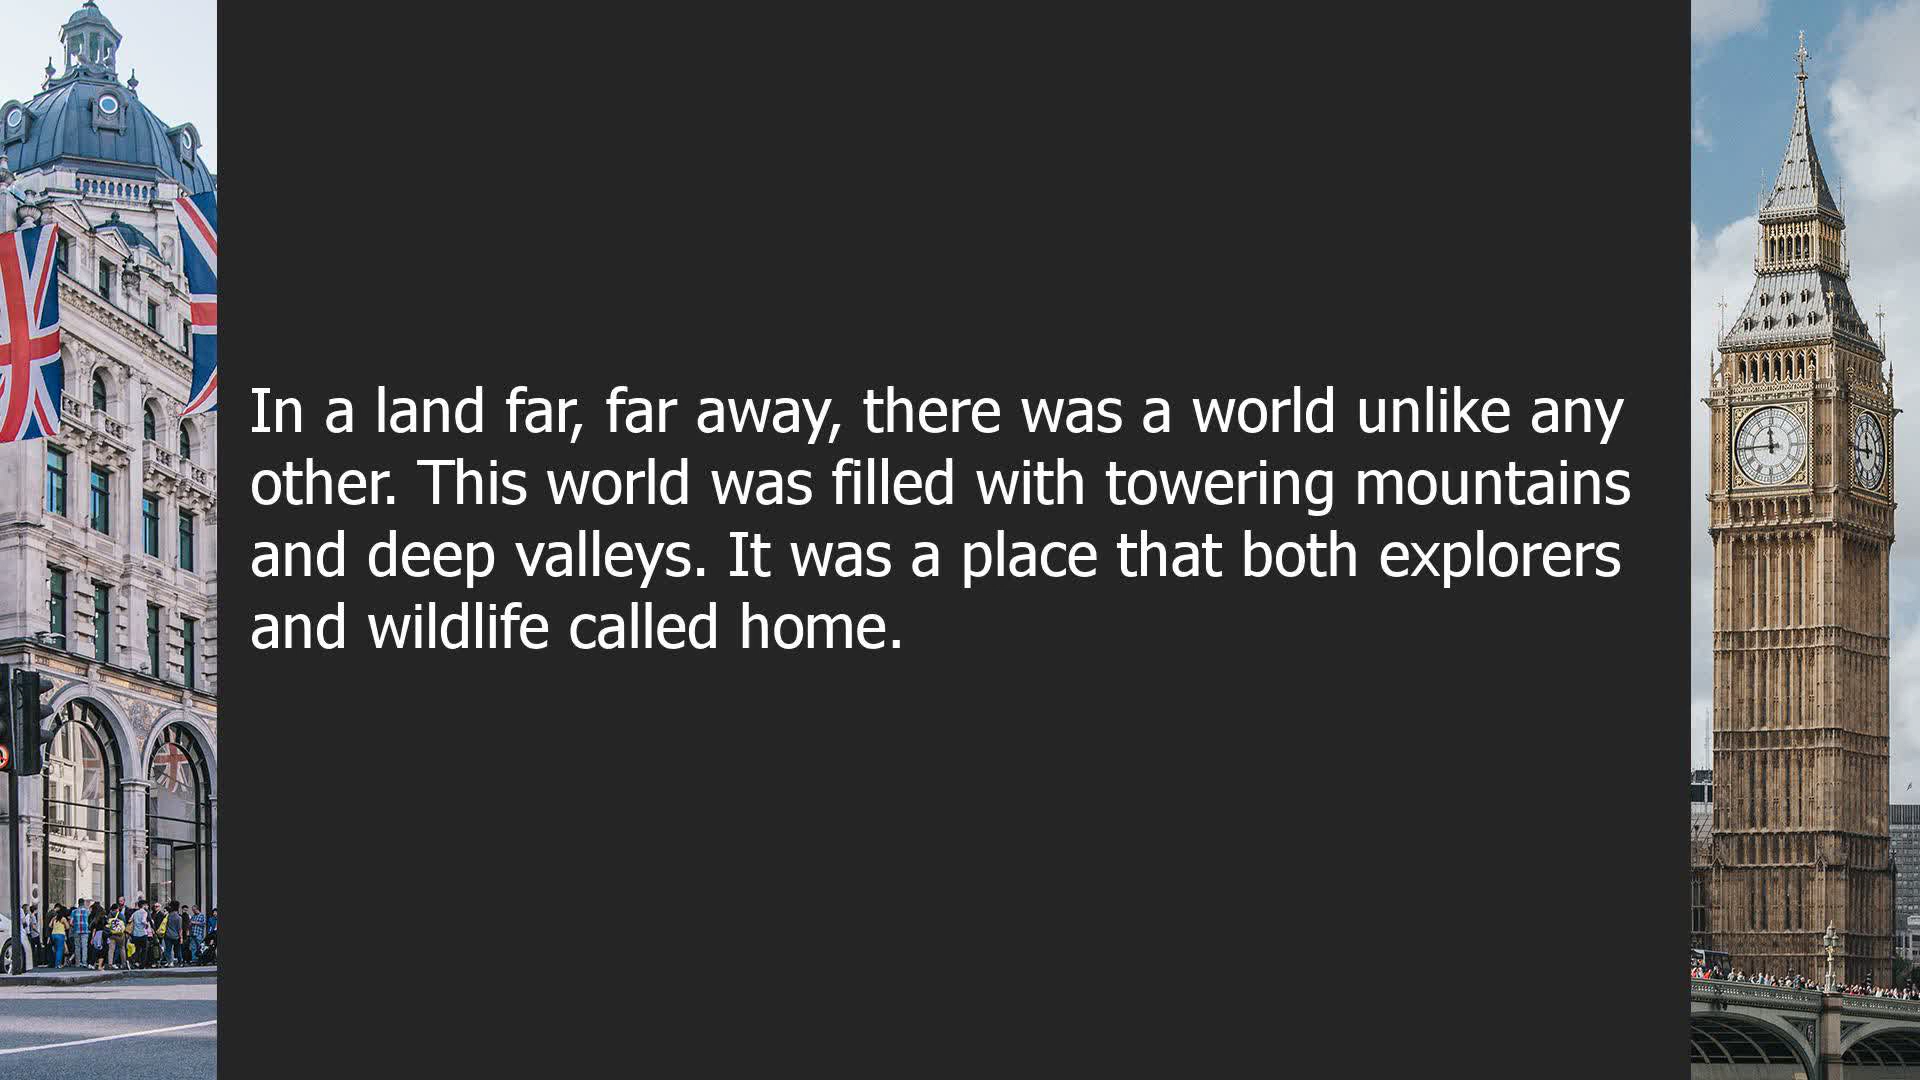 In a land far, far away, there was a world unlike any
other. This world was filled with towering mountains
and deep valleys. It was a place that both explorers
and wildlife called home.